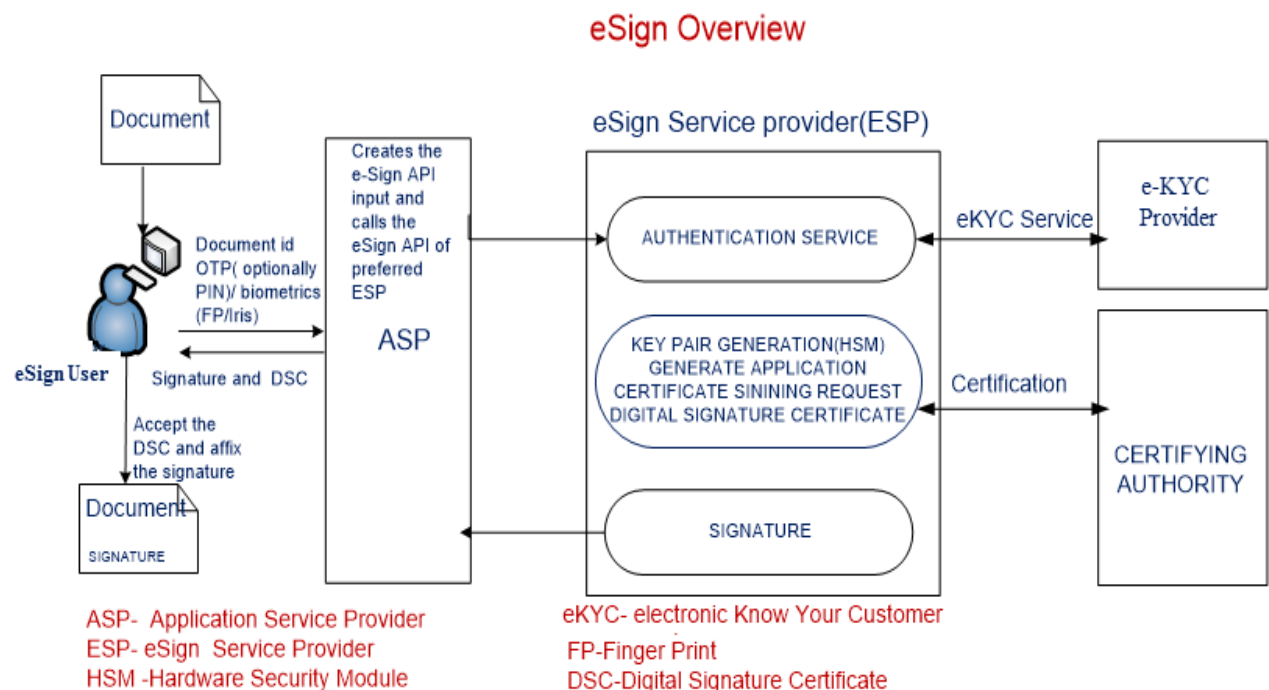 eSign Overview
Document
eSign User
Document id
OTP( optionally
PIN)/ biometrics
(FP/Iris)
Signature and DSC
Accept the
DSC and affix
the signature
Document
SIGNATURE
Creates the
e-Sign API
input and
calls the
eSign API of
preferred
ESP
ASP
eSign Service provider(ESP)
AUTHENTICATION SERVICE
KEY PAIR GENERATION(HSM)
GENERATE APPLICATION
CERTIFICATE SININING REQUEST
DIGITAL SIGNATURE CERTIFICATE
SIGNATURE
eKYC Service
e-KYC
Provider
Certification
CERTIFYING
AUTHORITY
ASP- Application Service Provider
ESP- eSign Service Provider
HSM -Hardware Security Module
eKYC- electronic Know Your Customer
FP-Finger Print
DSC-Digital Signature Certificate